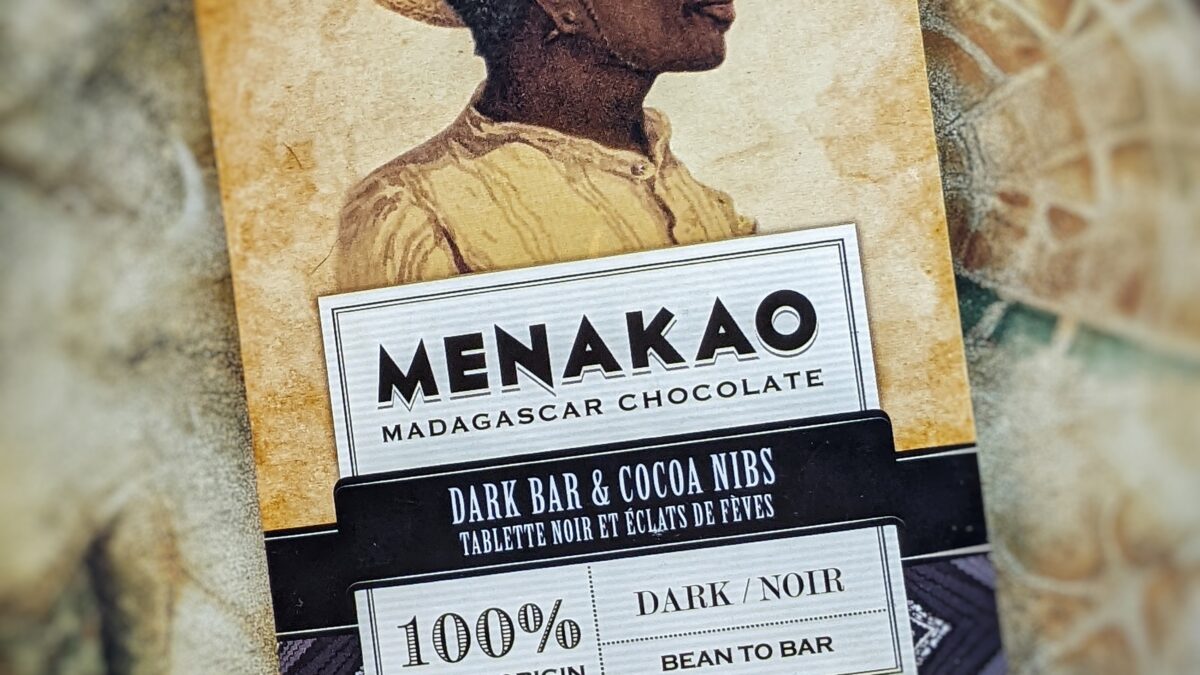 MENAKAO
MADAGASCAR CHOCOLATE
DARK BAR & COCOA NIBS
TABLETTE NOIR ET ÉCLATS DE FÈVES
100%
ORIGIN
DARK / NOIR
BEAN TO BAR